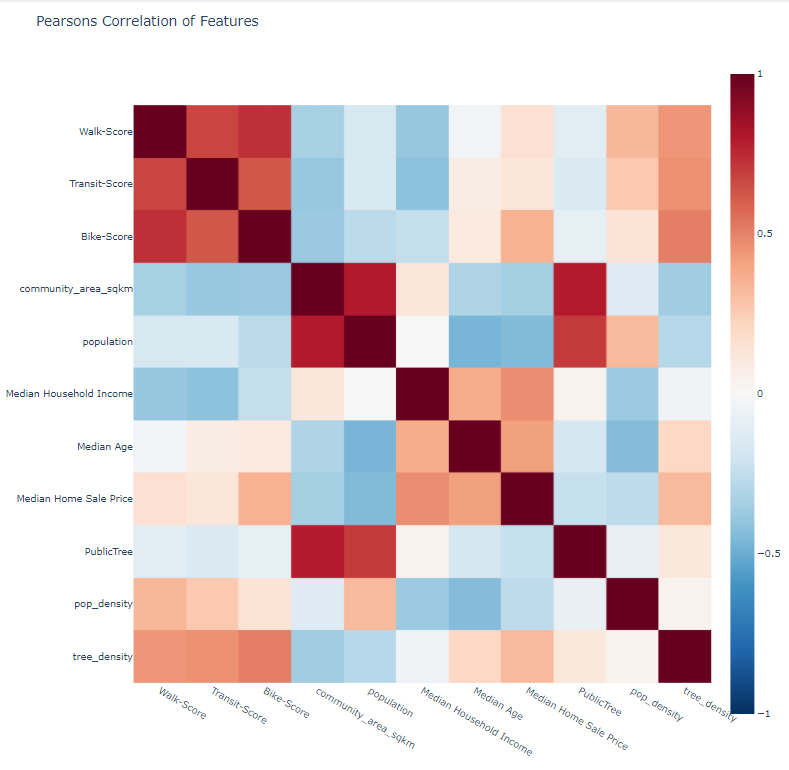 Pearsons Correlation of Features
1
0.5
0
−0.5
−1
Walk-Score
Transit-Score
Bike-Score
community_area_sqkm
population
Median Household Income
Median Age
Median Home Sale Price
PublicTree
pop_density
tree_density
Walk-Score
Transit-Score
Bike-Score
community_area_sqkm
population
Median Household Income
Median Age
Median Home Sale Price
PublicTree
pop_density
tree_density